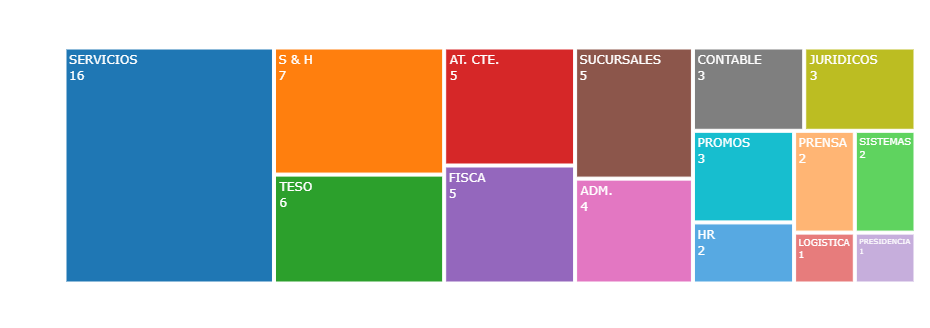 SERVICIOS
16
S & H
7
TESO
6
AT. CTE.
5
FISCA
5
SUCURSALES
5
ADM.
4
CONTABLE
3
JURIDICOS
3
PROMOS
3
HR
2
PRENSA
2
SISTEMAS
2
LOGISTICA
1
PRESIDENCIA
1